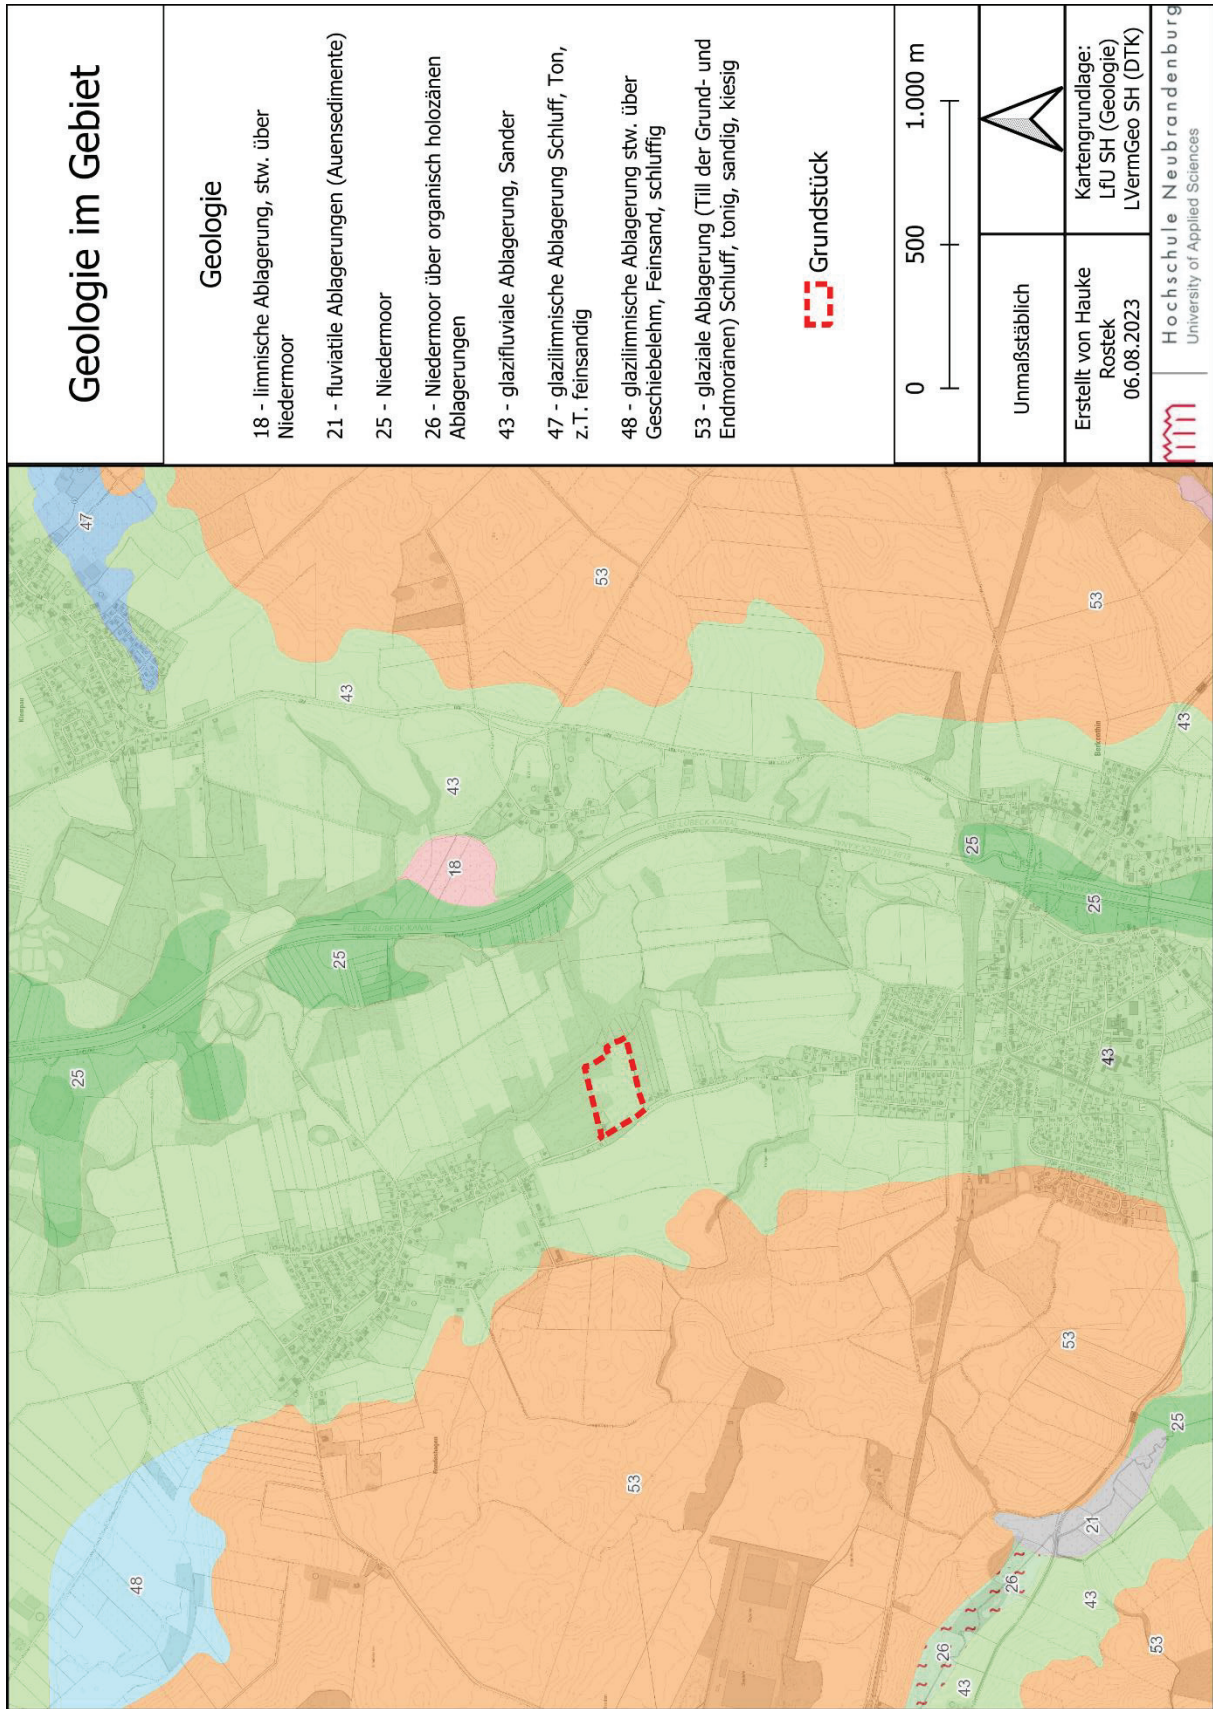 Geologie im Gebiet
Geologie
18 - limnische Ablagerung, stw. über
Niedermoor
21 - fluviatile Ablagerungen (Auensedimente)
25 - Niedermoor
26 - Niedermoor über organisch holozänen
Ablagerungen
43 - glazifluviale Ablagerung, Sander
47 - glazilimnische Ablagerung Schluff, Ton,
z.T. feinsandig
48 - glazilimnische Ablagerung stw. über
Geschiebelehm, Feinsand, schluffig
53 - glaziale Ablagerung (Till der Grund- und
Endmoränen) Schluff, tonig, sandig, kiesig
Grundstück
0 500 1.000 m
Unmaßstäblich
Erstellt von Hauke
Rostek
06.08.2023
Kartengrundlage:
LfU SH (Geologie)
LVermGeo SH (DTK)
Hochschule Neubrandenburg
University of Applied Sciences
47
Klempau
43
43
53
53
43
18
25
25
25
ELBE-LÜBECK-KANAL
25
43
48
53
53
25
21
26
26
43
43
53